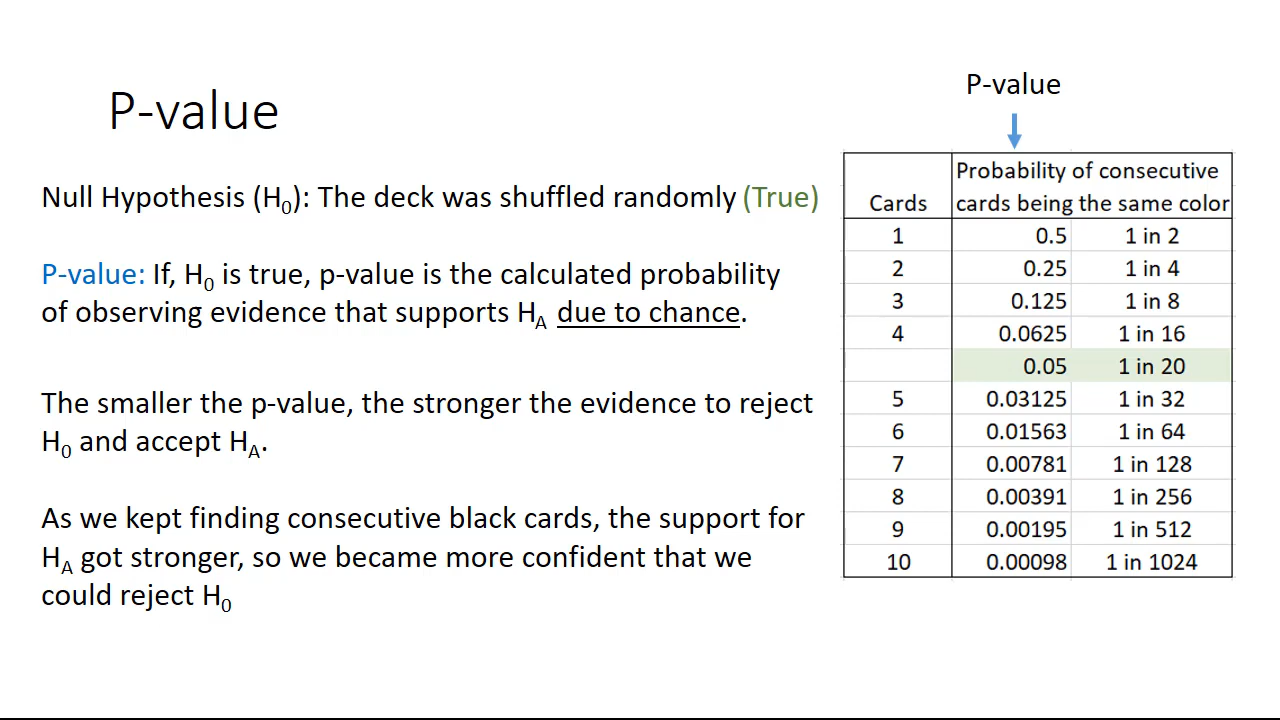 P-value
Null Hypothesis (H0): The deck was shuffled randomly (True)
P-value: If, H0 is true, p-value is the calculated probability
of observing evidence that supports HA due to chance.
The smaller the p-value, the stronger the evidence to reject
H0 and accept HA.
As we kept finding consecutive black cards, the support for
HA got stronger, so we became more confident that we
could reject H0
P-value
Probability of consecutive
Cards cards being the same color
1 0.5 1 in 2
2 0.25 1 in 4
3 0.125 1 in 8
4 0.0625 1 in 16
0.05 1 in 20
5 0.03125 1 in 32
6 0.01563 1 in 64
7 0.00781 1 in 128
8 0.00391 1 in 256
9 0.00195 1 in 512
10 0.00098 1 in 1024